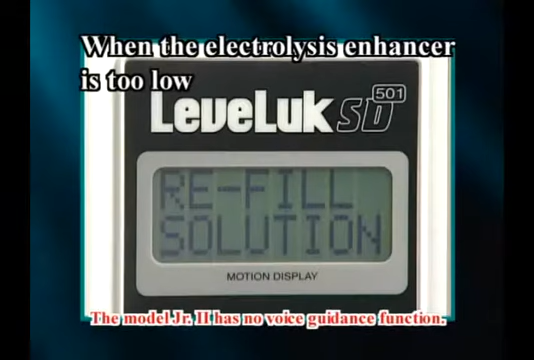 When the electrolysis enhancer
is too low
LeveLuk SD 501
RE-FILL
SOLUTION
MOTION DISPLAY
The model Jr. II has no voice guidance function.